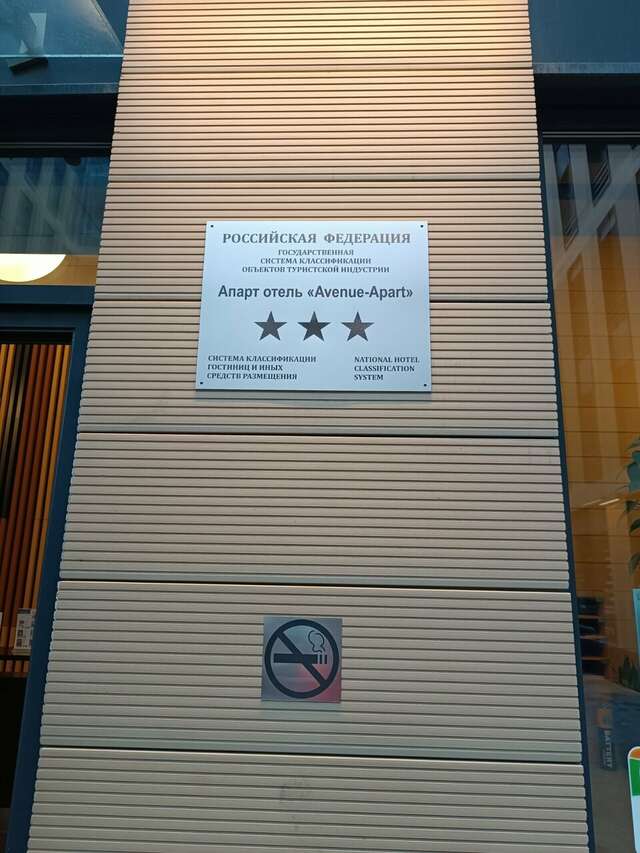 РОССИЙСКАЯ ФЕДЕРАЦИЯ
ГОСУДАРСТВЕННАЯ
СИСТЕМА КЛАССИФИКАЦИИ
ОБЪЕКТОВ ТУРИСТСКОЙ ИНДУСТРИИ
Апарт отель «Avenue-Apart»
СИСТЕМА КЛАССИФИКАЦИИ
ГОСТИНИЦ И ИНЫХ
СРЕДСТВ РАЗМЕЩЕНИЯ
NATIONAL HOTEL
CLASSIFICATION
SYSTEM
BATTERY